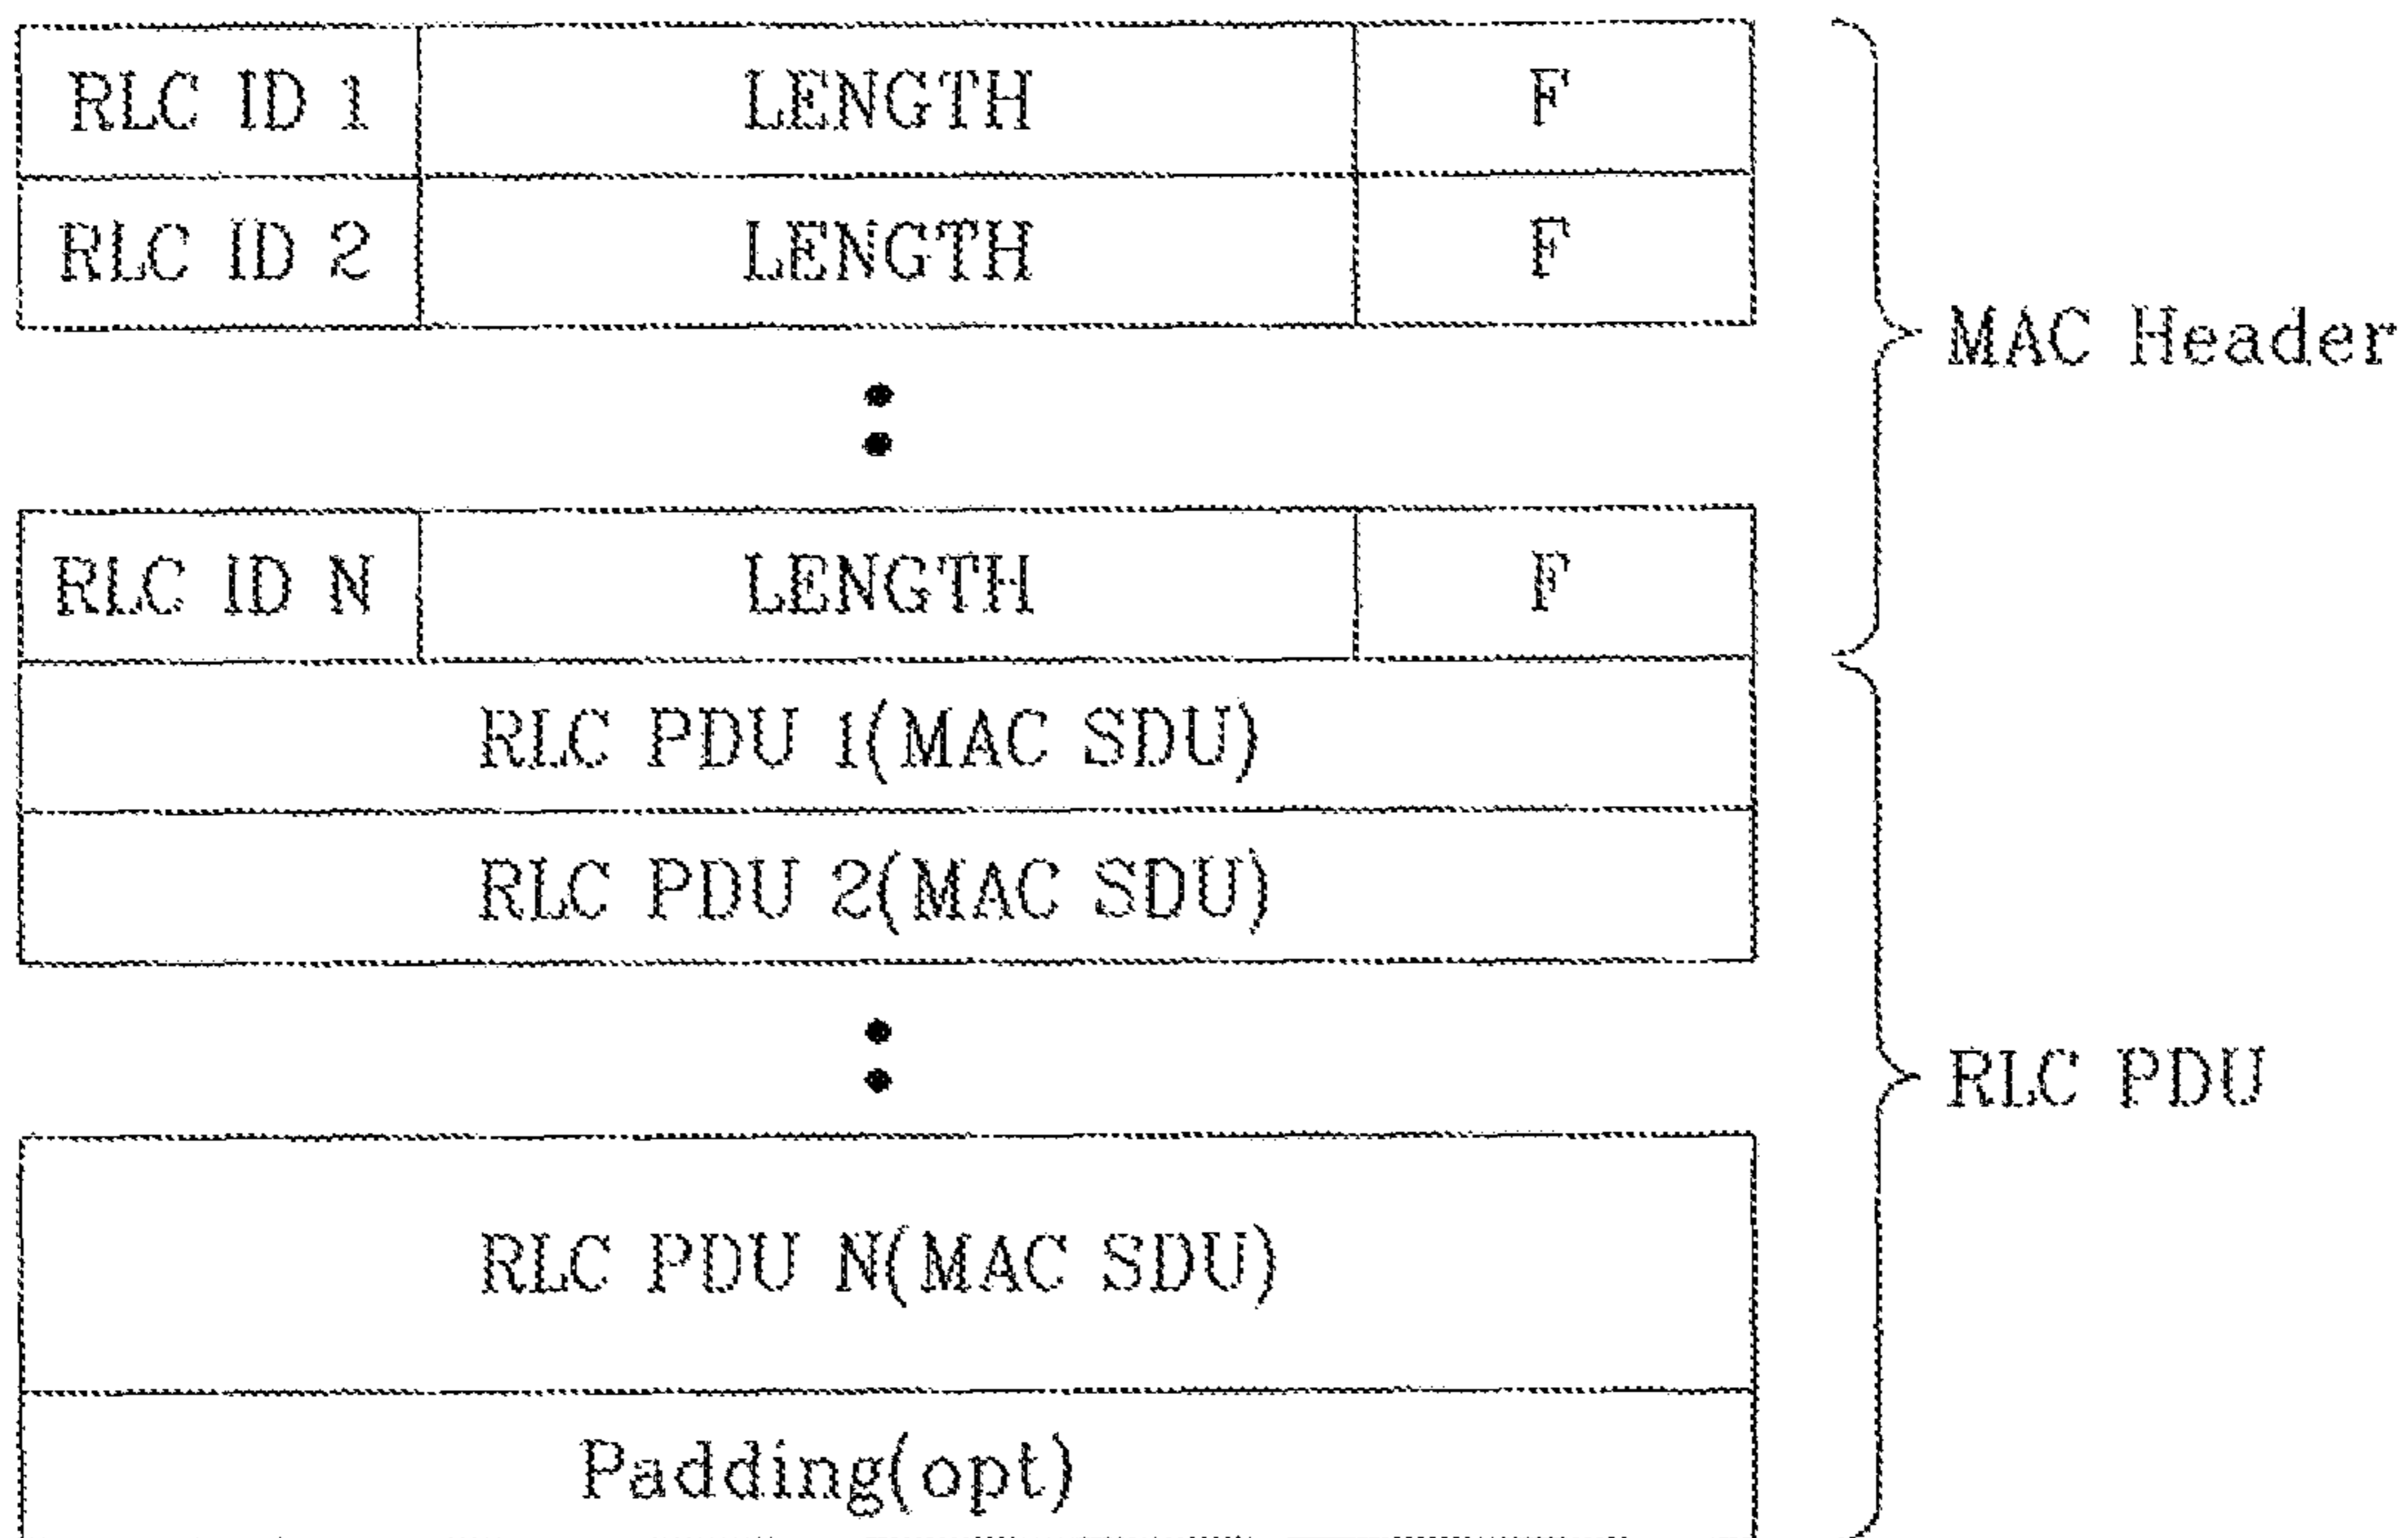 RLC ID 1 LENGTH F
RLC ID 2 LENGTH F
MAC Header
RLC ID N LENGTH F
RLC PDU 1(MAC SDU)
RLC PDU 2(MAC SDU)
RLC PDU
RLC PDU N(MAC SDU)
Padding(opt)